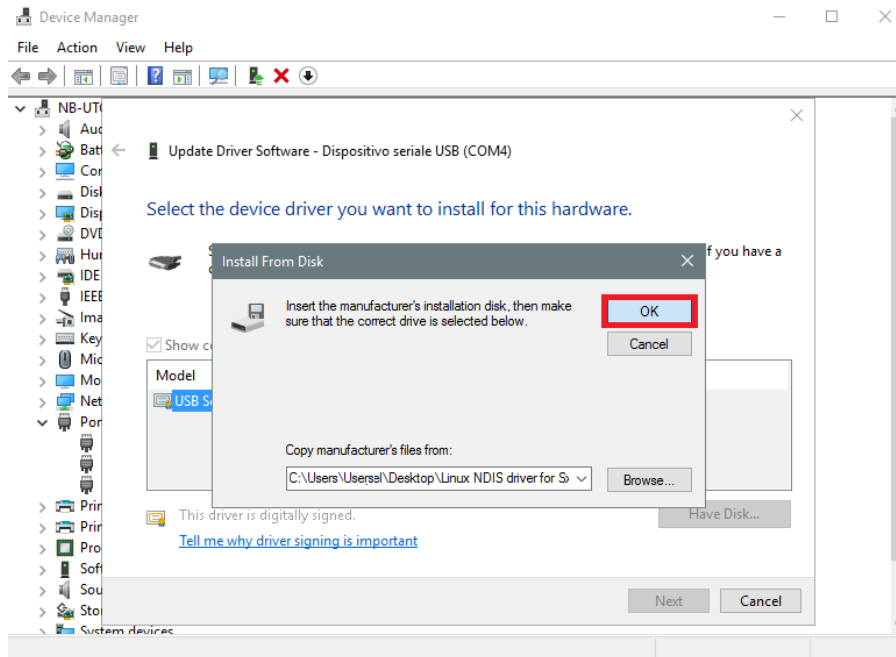 Device Manager
File Action View Help
NB-UT
Update Driver Software - Dispositivo seriale USB (COM4)
Select the device driver you want to install for this hardware.
f you have a
Install From Disk
Insert the manufacturer's installation disk, then make
sure that the correct drive is selected below.
OK
Cancel
Show c
Model
USB S
Copy manufacturer's files from:
C:\Users\Usersal\Desktop\Linux NDIS driver for S
Browse...
This driver is digitally signed.
Have Disk...
Tell me why driver signing is important
Next
Cancel
Aud
Batt
Cor
Disk
Disp
DVD
Hur
IDE
IEEE
Ima
Key
Mic
Mo
Net
Por
Prin
Prin
Pro
Soft
Sou
Stor
System devices